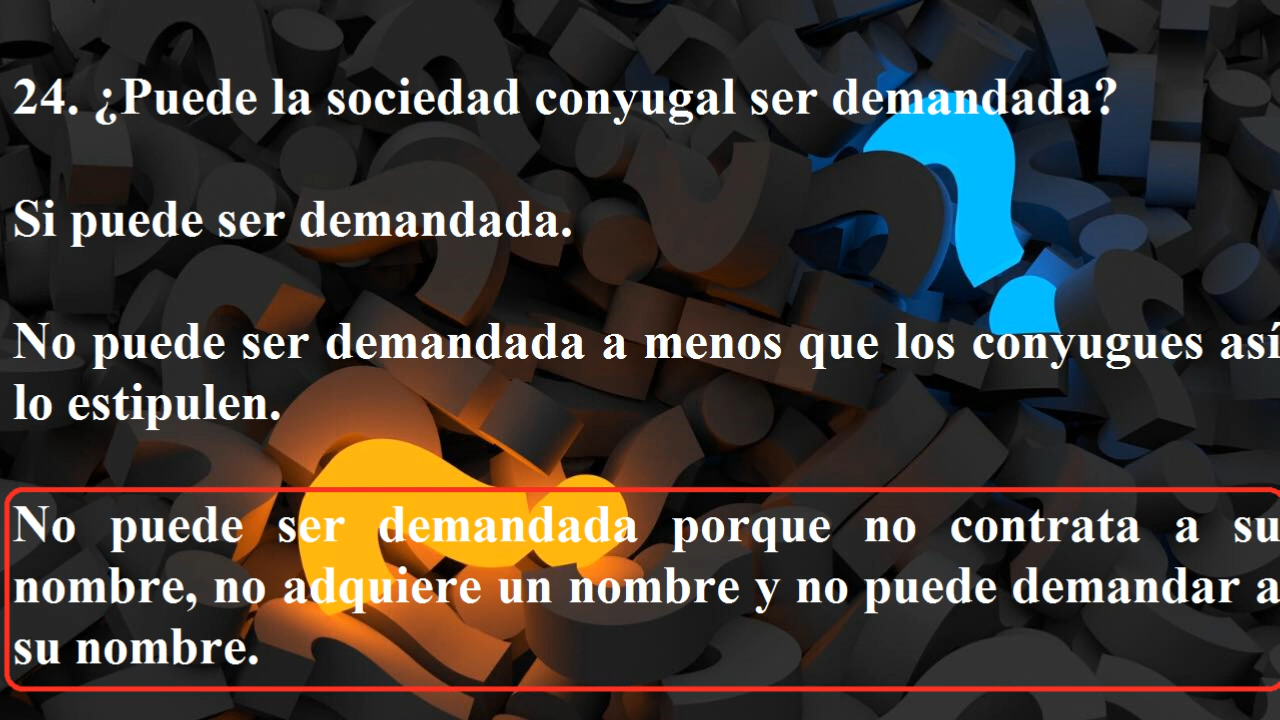 24. ¿Puede la sociedad conyugal ser demandada?
Si puede ser demandada.
No puede ser demandada a menos que los conyugues así
lo estipulen.
No puede ser demandada porque no contrata a su
nombre, no adquiere un nombre y no puede demandar a
su nombre.